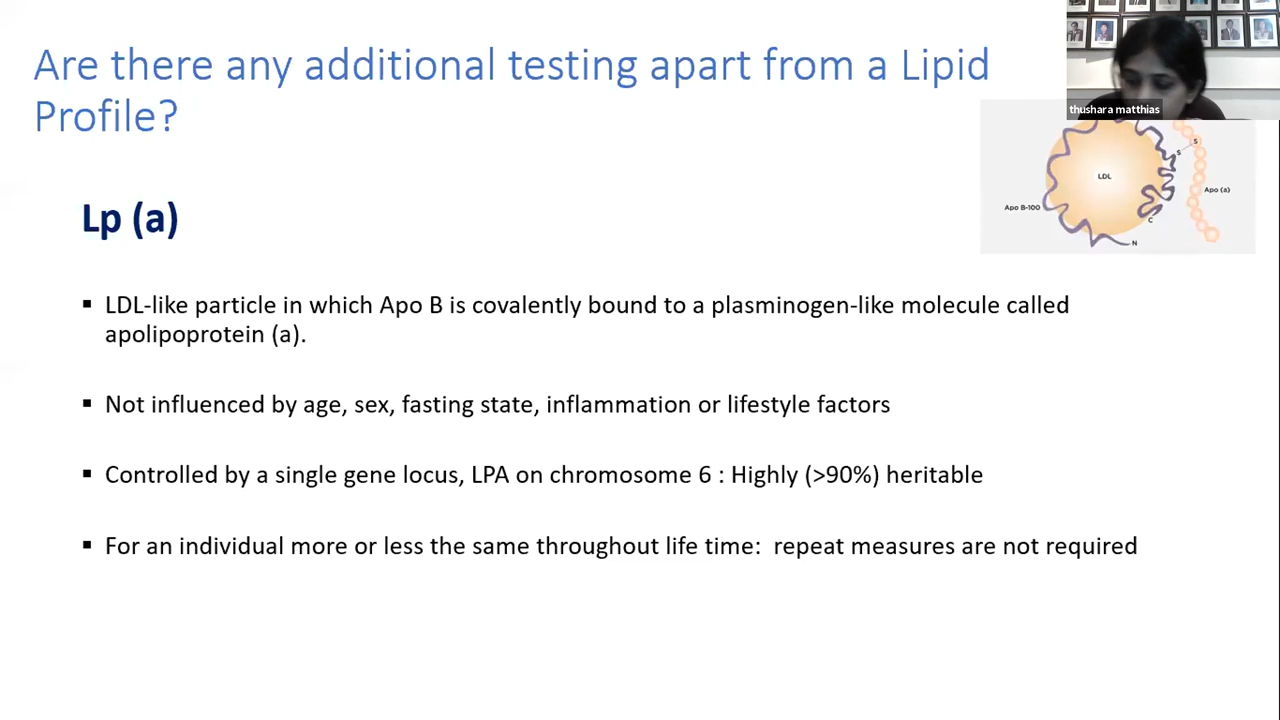 Are there any additional testing apart from a Lipid
Profile?
thushara matthias
LDL
S
S
Apo (a)
Apo B-100
C
N
Lp (a)
▪ LDL-like particle in which Apo B is covalently bound to a plasminogen-like molecule called
apolipoprotein (a).
▪ Not influenced by age, sex, fasting state, inflammation or lifestyle factors
▪ Controlled by a single gene locus, LPA on chromosome 6 : Highly (>90%) heritable
▪ For an individual more or less the same throughout life time: repeat measures are not required